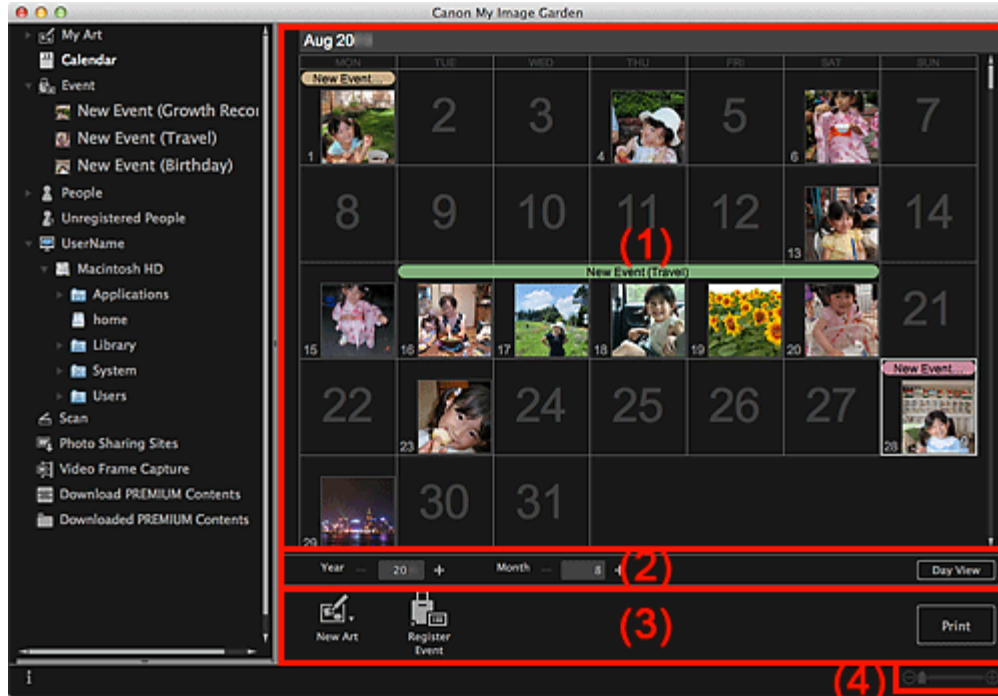 Canon My Image Garden
My Art
Calendar
Event
New Event (Growth Recor
New Event (Travel)
New Event (Birthday)
People
Unregistered People
UserName
Macintosh HD
Applications
home
Library
System
Users
Scan
Photo Sharing Sites
Video Frame Capture
Download PREMIUM Contents
Downloaded PREMIUM Contents
Aug 20
MON TUE WED THU FRI SAT SUN
New Event...
1 2 3 4 5 6 7
8 9 10 11 12 13 14
(1)
New Event (Travel)
15 16 17 18 19 20 21
New Event...
22 23 24 25 26 27 28
29 30 31
Year 20 + Month 8 + (2) Day View
New Art Register Event (3) Print
(4)